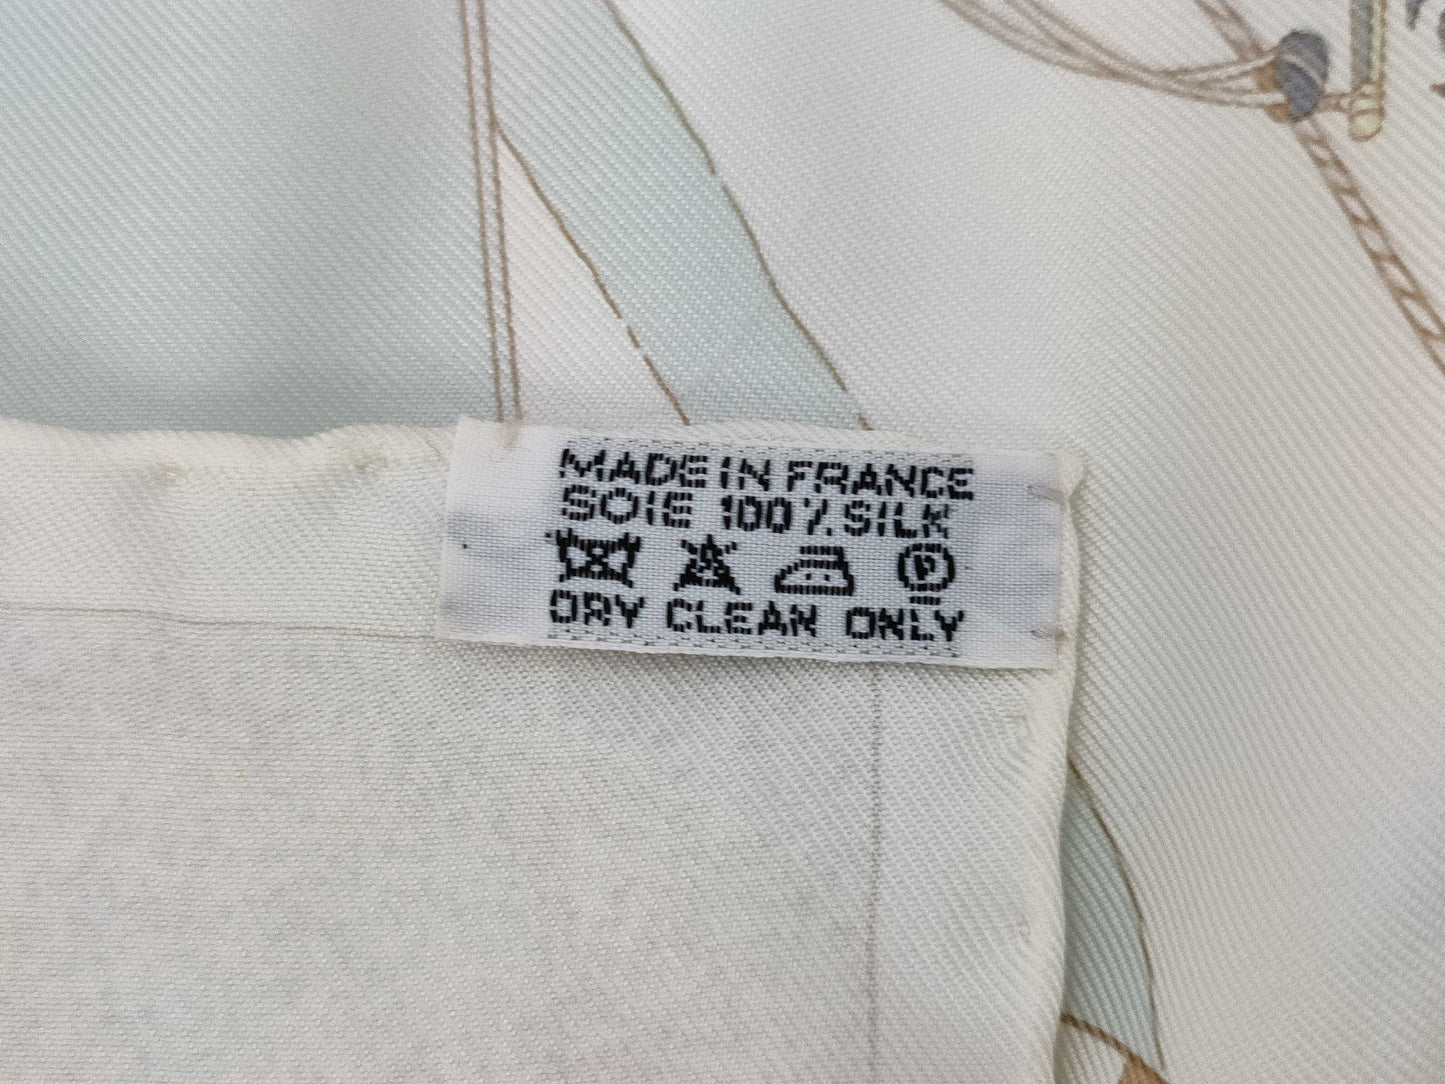 MADE IN FRANCE
SOIE 100% SILK
P
DRY CLEAN ONLY